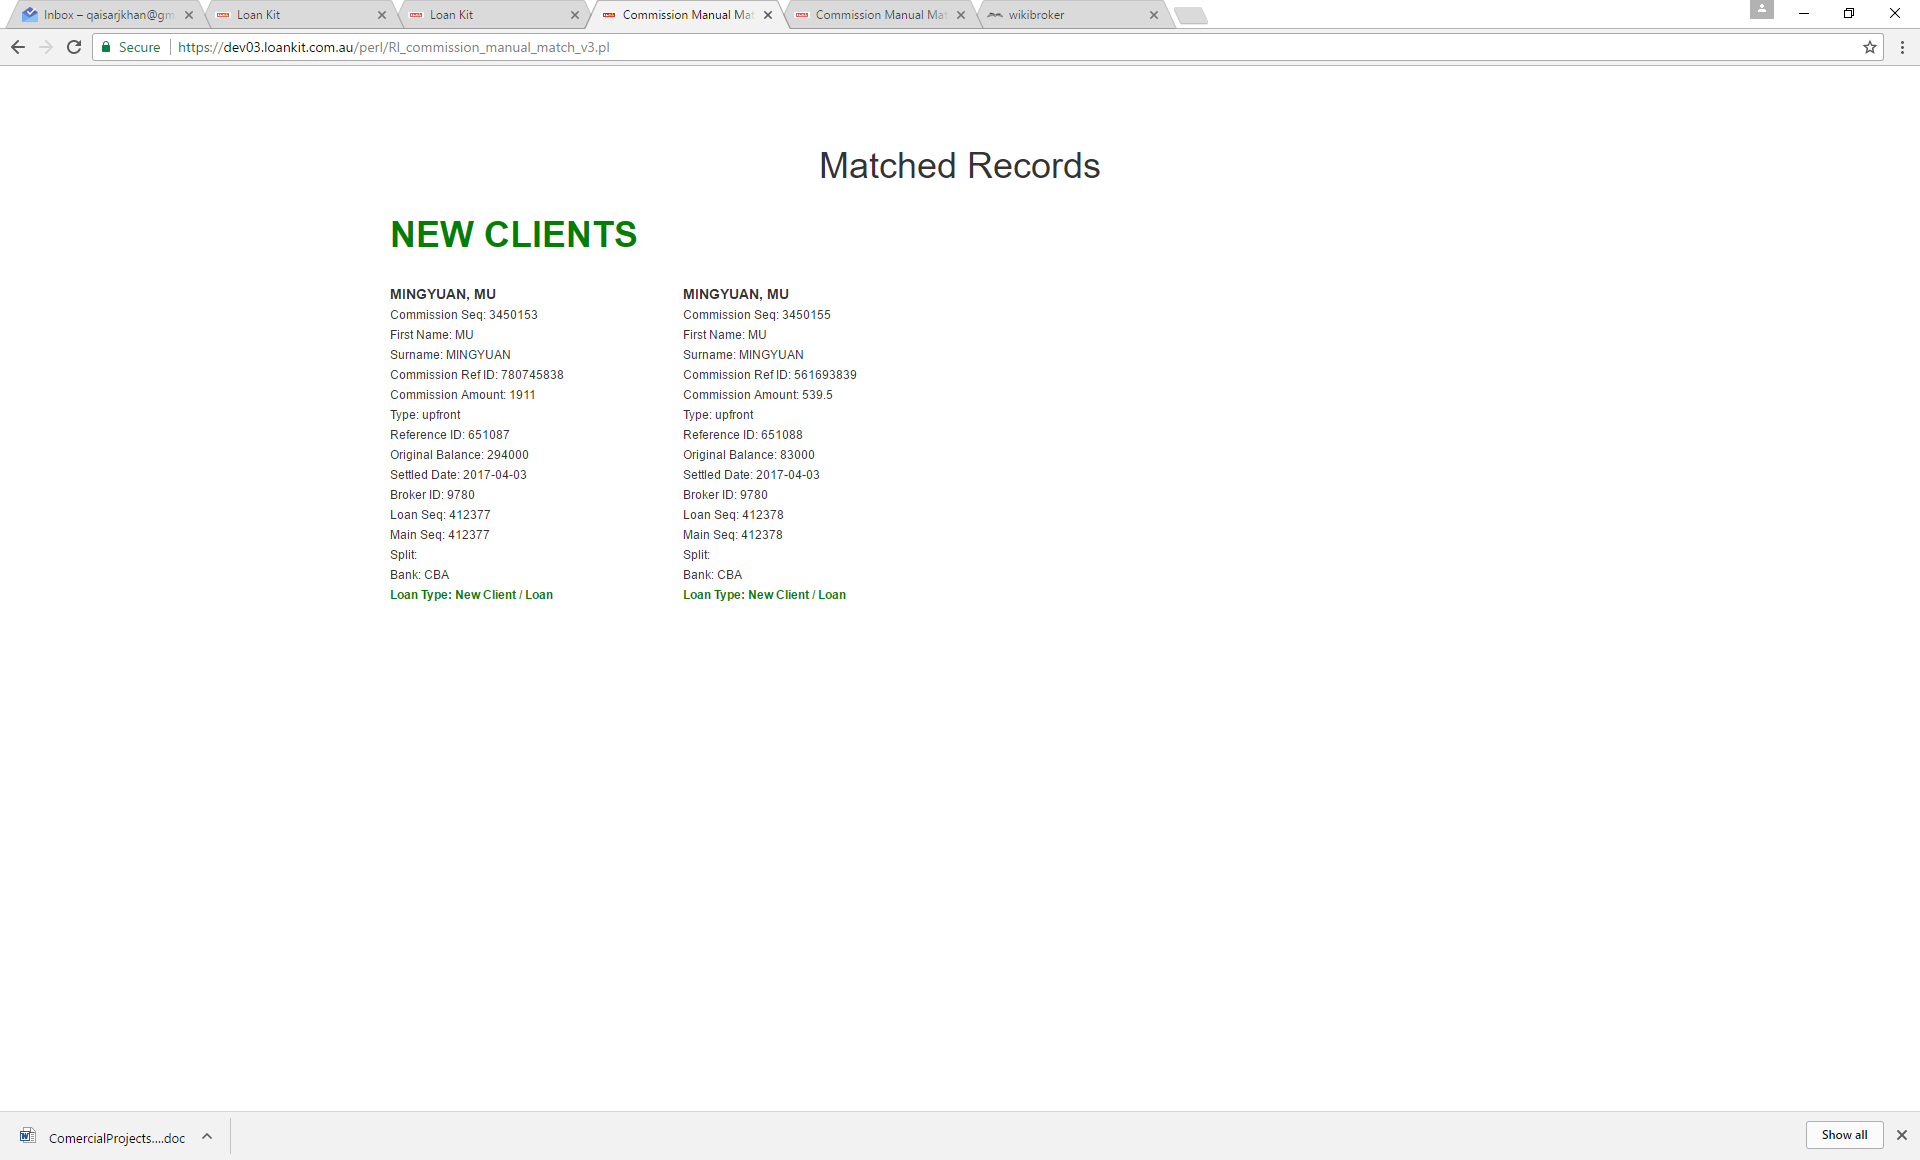 Inbox – qaisarjkhan@gm
Loan Kit
Loan Kit
Commission Manual Mat
Commission Manual Mat
wikibroker
Secure
https://dev03.loankit.com.au/perl/RI_commission_manual_match_v3.pl
Matched Records
NEW CLIENTS
MINGYUAN, MU
Commission Seq: 3450153
First Name: MU
Surname: MINGYUAN
Commission Ref ID: 780745838
Commission Amount: 1911
Type: upfront
Reference ID: 651087
Original Balance: 294000
Settled Date: 2017-04-03
Broker ID: 9780
Loan Seq: 412377
Main Seq: 412377
Split:
Bank: CBA
Loan Type: New Client / Loan
MINGYUAN, MU
Commission Seq: 3450155
First Name: MU
Surname: MINGYUAN
Commission Ref ID: 561693839
Commission Amount: 539.5
Type: upfront
Reference ID: 651088
Original Balance: 83000
Settled Date: 2017-04-03
Broker ID: 9780
Loan Seq: 412378
Main Seq: 412378
Split:
Bank: CBA
Loan Type: New Client / Loan
ComercialProjects....doc
Show all